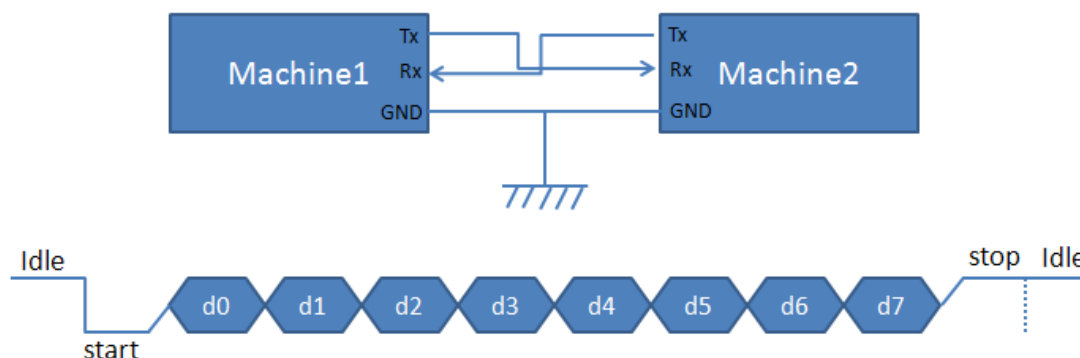 Tx Tx
Machine1 Rx Rx Machine2
GND GND
Idle stop Idle
d0 d1 d2 d3 d4 d5 d6 d7
start